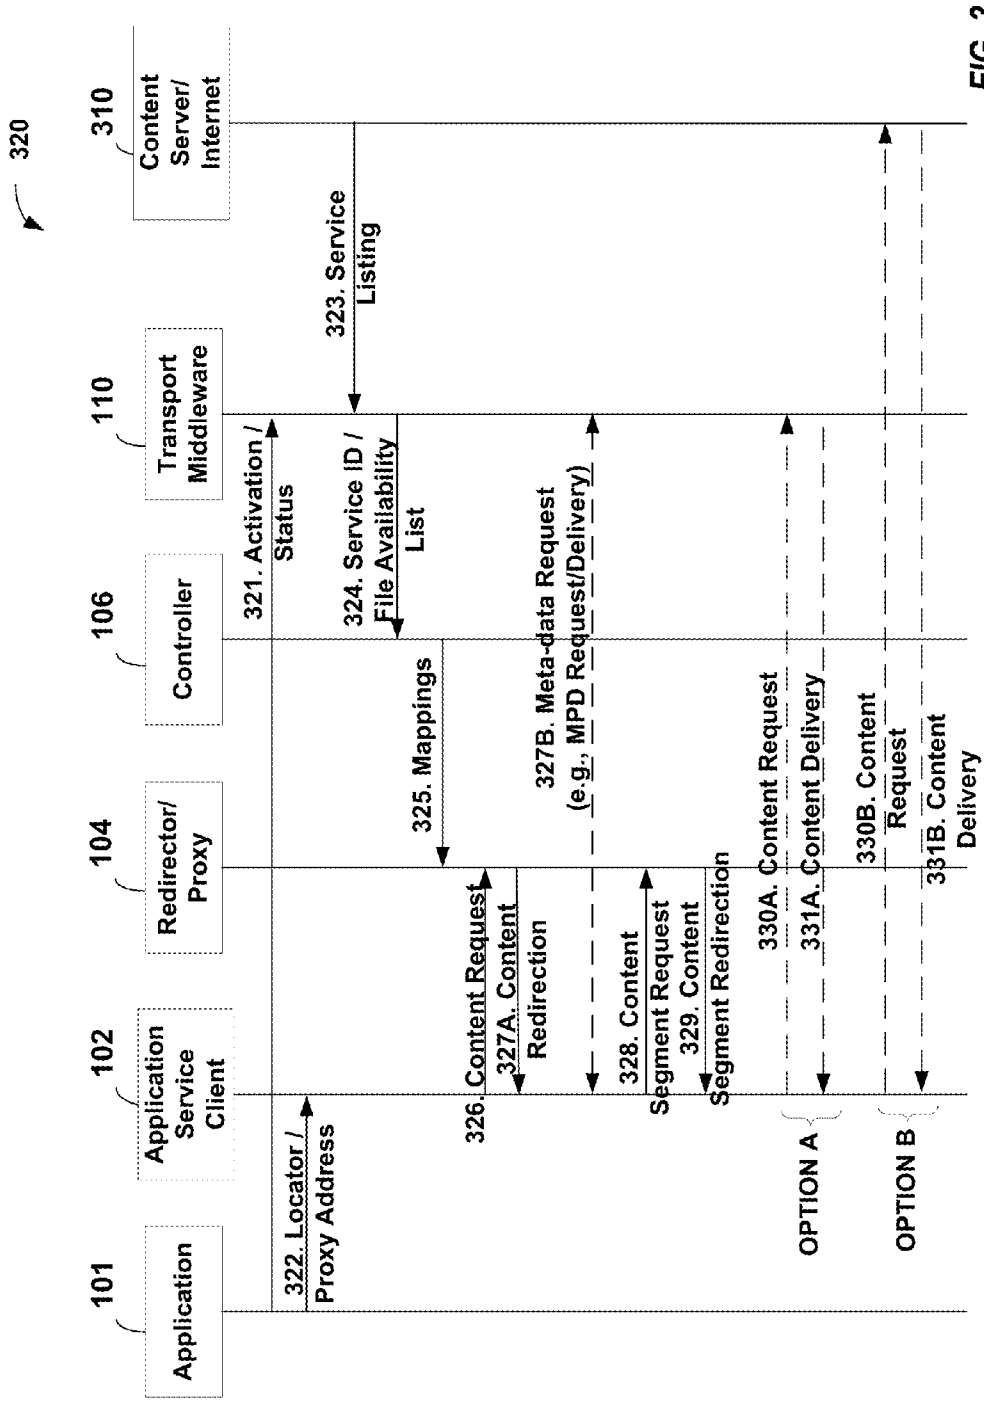 320
101
102
104
106
110
310
Application
Application
Service
Client
Redirector/
Proxy
Controller
Transport
Middleware
Content
Server/
Internet
321. Activation /
Status
322. Locator /
Proxy Address
323. Service
Listing
324. Service ID /
File Availability
List
325. Mappings
326. Content Request
327A. Content
Redirection
327B. Meta-data Request
(e.g., MPD Request/Delivery)
328. Content
Segment Request
329. Content
Segment Redirection
OPTION A
330A. Content Request
331A. Content Delivery
OPTION B
330B. Content
Request
331B. Content
Delivery
FIG.